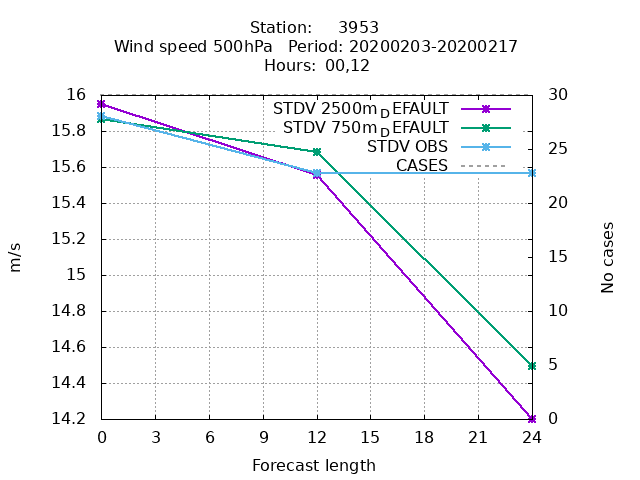 Station: 3953
Wind speed 500hPa Period: 20200203-20200217
Hours: 00,12
STDV 2500m_DEFAULT
STDV 750m_DEFAULT
STDV OBS
CASES
16
15.8
15.6
15.4
15.2
15
14.8
14.6
14.4
14.2
m/s
30
25
20
15
10
5
0
No cases
0 3 6 9 12 15 18 21 24
Forecast length